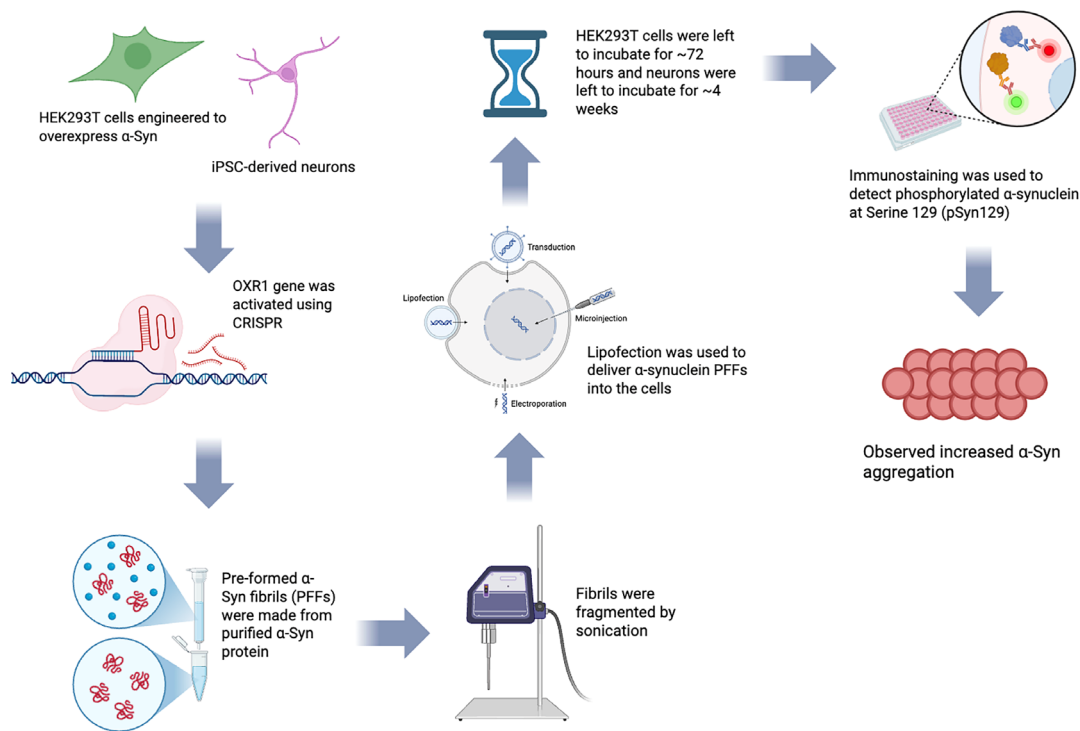 HEK293T cells engineered to
overexpress α-Syn
iPSC-derived neurons
OXR1 gene was
activated using
CRISPR
Pre-formed α-
Syn fibrils (PFFs)
were made from
purified α-Syn
protein
Fibrils were
fragmented by
sonication
Transduction
Lipofection
Microinjection
Electroporation
Lipofection was used to
deliver α-synuclein PFFs
into the cells
HEK293T cells were left
to incubate for ~72
hours and neurons were
left to incubate for ~4
weeks
Immunostaining was used to
detect phosphorylated α-synuclein
at Serine 129 (pSyn129)
Observed increased α-Syn
aggregation